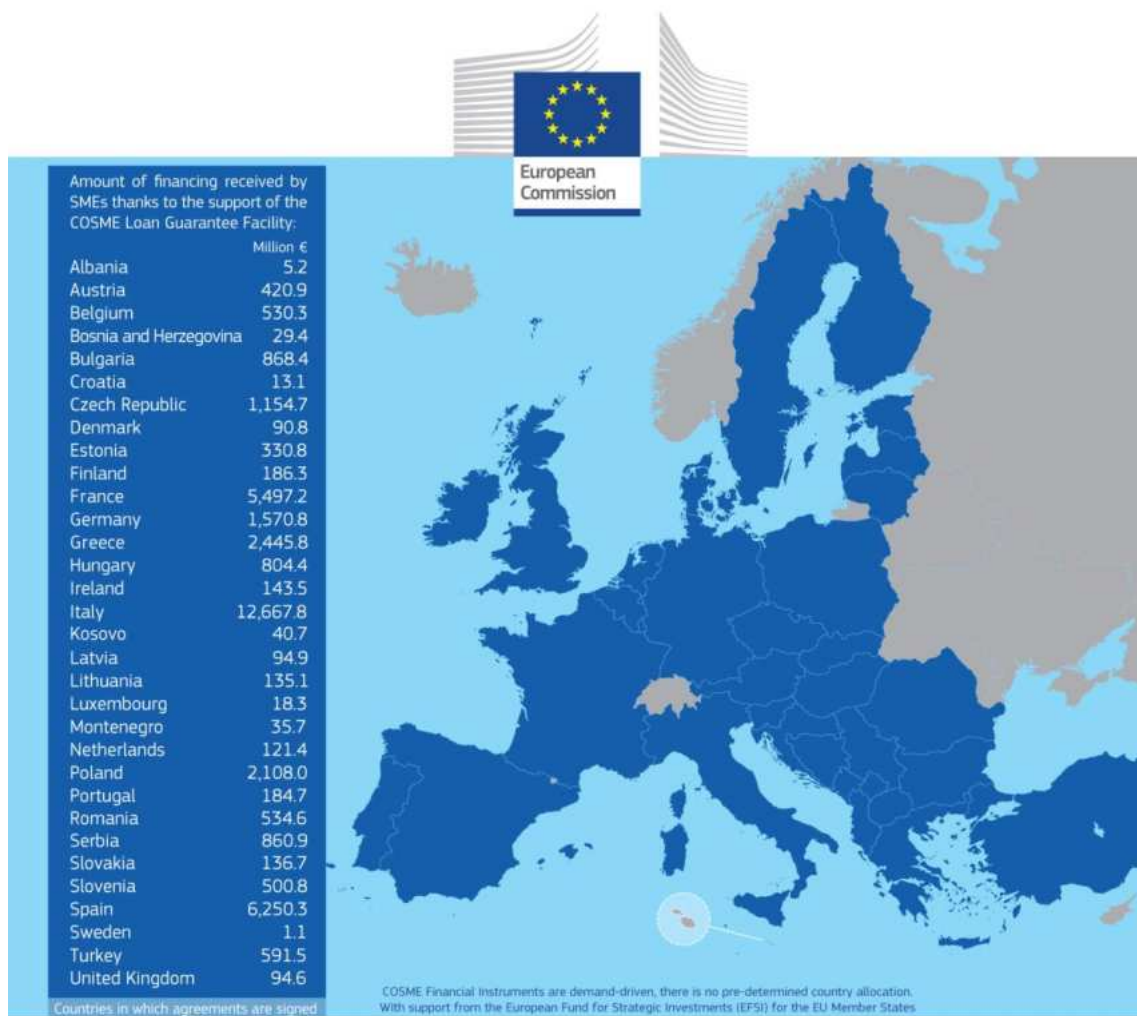 European
Commission
Amount of financing received by
SMEs thanks to the support of the
COSME Loan Guarantee Facility:
Million €
Albania 5.2
Austria 420.9
Belgium 530.3
Bosnia and Herzegovina 29.4
Bulgaria 868.4
Croatia 13.1
Czech Republic 1,154.7
Denmark 90.8
Estonia 330.8
Finland 186.3
France 5,497.2
Germany 1,570.8
Greece 2,445.8
Hungary 804.4
Ireland 143.5
Italy 12,667.8
Kosovo 40.7
Latvia 94.9
Lithuania 135.1
Luxembourg 18.3
Montenegro 35.7
Netherlands 121.4
Poland 2,108.0
Portugal 184.7
Romania 534.6
Serbia 860.9
Slovakia 136.7
Slovenia 500.8
Spain 6,250.3
Sweden 1.1
Turkey 591.5
United Kingdom 94.6
Countries in which agreements are signed
COSME Financial Instruments are demand-driven, there is no pre-determined country allocation.
With support from the European Fund for Strategic Investments (EFSI) for the EU Member States